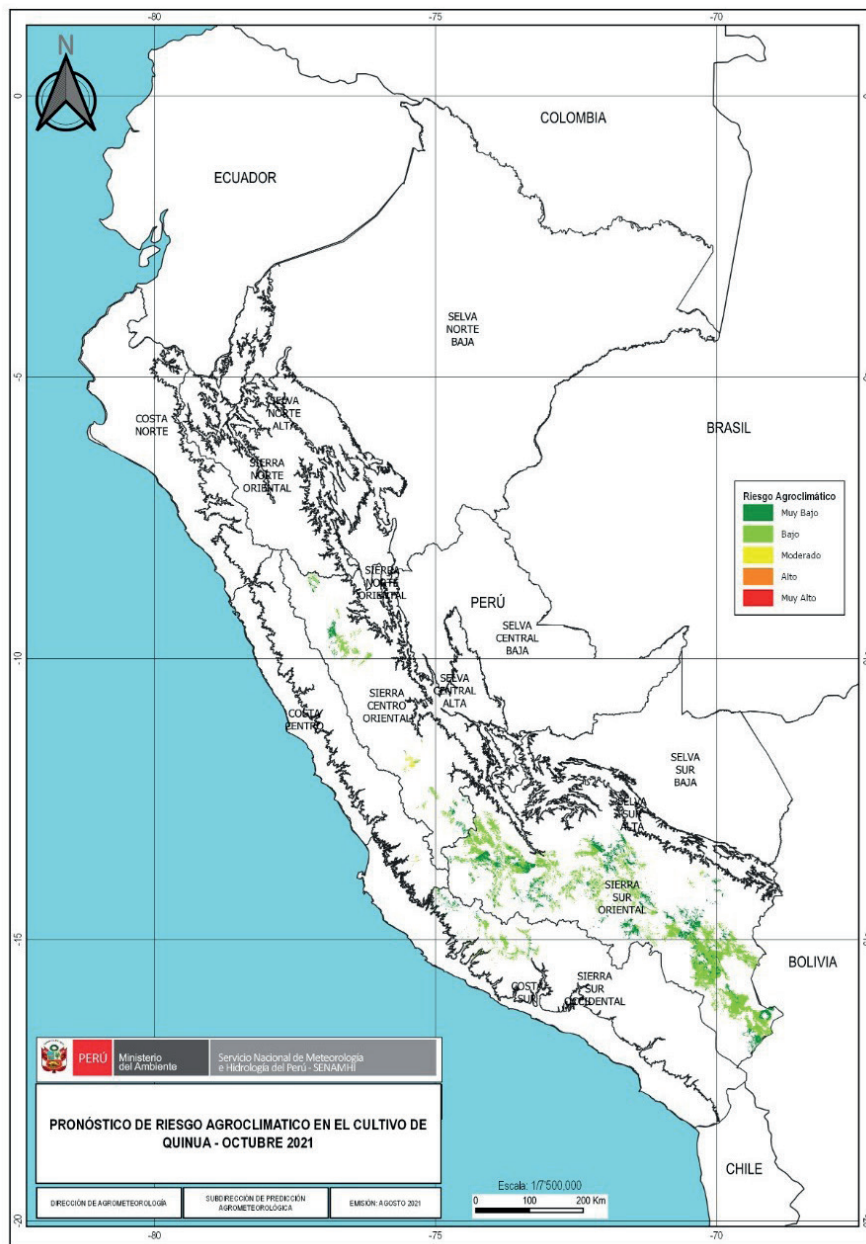 -80
-75
-70
N
0
COLOMBIA
ECUADOR
SELVA
NORTE
BAJA
-5
COSTA
NORTE
SELVA
NORTE
ALTA
BRASIL
SIERRA
NORTE
ORIENTAL
Riesgo Agroclimático
Muy Bajo
Bajo
Moderado
Alto
Muy Alto
SIERRA
NORTE
ORIENTAL
PERÚ
SELVA
CENTRAL
BAJA
-10
SELVA
CENTRAL
ALTA
SIERRA
CENTRO
ORIENTAL
COSTA
CENTRO
SELVA
SUR
BAJA
SELVA
SUR
ALTA
SIERRA
SUR
ORIENTAL
-15
BOLIVIA
COSTA
SUR
SIERRA
SUR
OCCIDENTAL
PERÚ
Ministerio
del Ambiente
Servicio Nacional de Meteorología
e Hidrología del Perú - SENAMHI
PRONÓSTICO DE RIESGO AGROCLIMATICO EN EL CULTIVO DE
QUINUA - OCTUBRE 2021
CHILE
DIRECCIÓN DE AGROMETEOROLOGÍA
SUBDIRECCIÓN DE PREDICCIÓN
AGROMETEOROLÓGICA
EMISIÓN: AGOSTO 2021
Escala: 1/7'500,000
0 100 200 Km
-20
-80
-75
-70